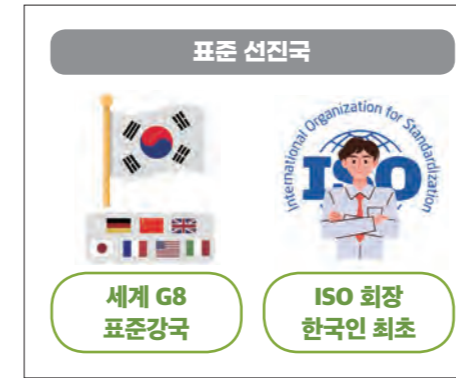 표준 선진국
International Organization for Standardization
ISO
세계 G8
표준강국
ISO 회장
한국인 최초